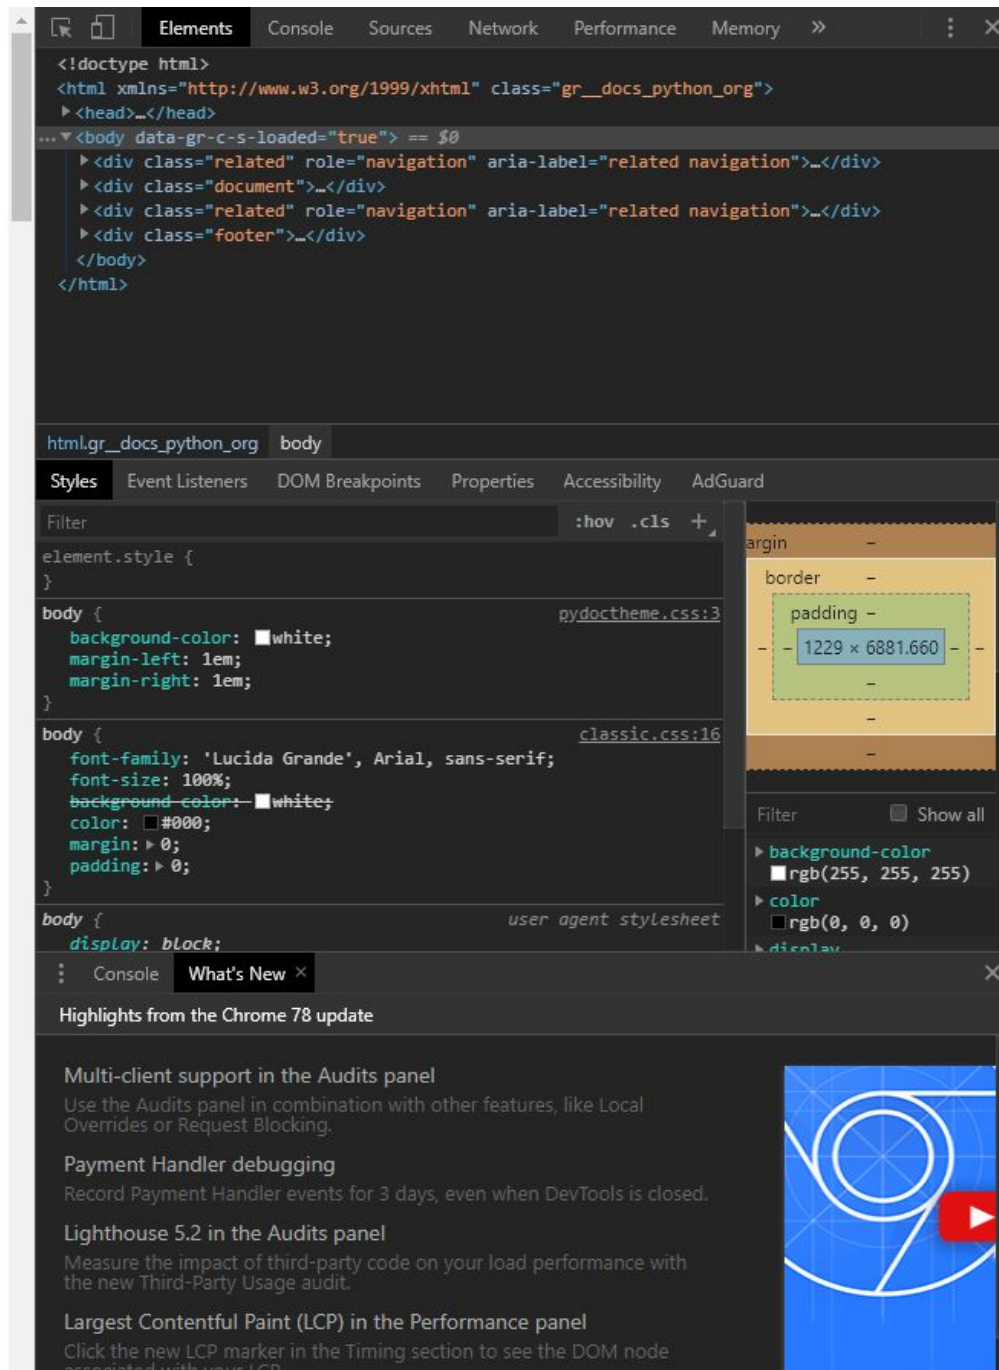 Elements Console Sources Network Performance Memory »
<!doctype html>
<html xmlns="http://www.w3.org/1999/xhtml" class="gr__docs_python_org">
<head>…</head>
…<body data-gr-c-s-loaded="true"> == $0
<div class="related" role="navigation" aria-label="related navigation">…</div>
<div class="document">…</div>
<div class="related" role="navigation" aria-label="related navigation">…</div>
<div class="footer">…</div>
</body>
</html>
html.gr__docs_python_org body
Styles Event Listeners DOM Breakpoints Properties Accessibility AdGuard
Filter :hov .cls +
element.style {
}
body { pydoctheme.css:3
background-color: white;
margin-left: 1em;
margin-right: 1em;
}
body { classic.css:16
font-family: 'Lucida Grande', Arial, sans-serif;
font-size: 100%;
background-color: white;
color: #000;
margin: 0;
padding: 0;
}
body { user agent stylesheet
display: block;
argin –
border –
padding –
– – 1229 × 6881.660 – –
–
–
–
Filter Show all
background-color
rgb(255, 255, 255)
color
rgb(0, 0, 0)
display
Console What's New ×
Highlights from the Chrome 78 update
Multi-client support in the Audits panel
Use the Audits panel in combination with other features, like Local
Overrides or Request Blocking.
Payment Handler debugging
Record Payment Handler events for 3 days, even when DevTools is closed.
Lighthouse 5.2 in the Audits panel
Measure the impact of third-party code on your load performance with
the new Third-Party Usage audit.
Largest Contentful Paint (LCP) in the Performance panel
Click the new LCP marker in the Timing section to see the DOM node
associated with your LCP.